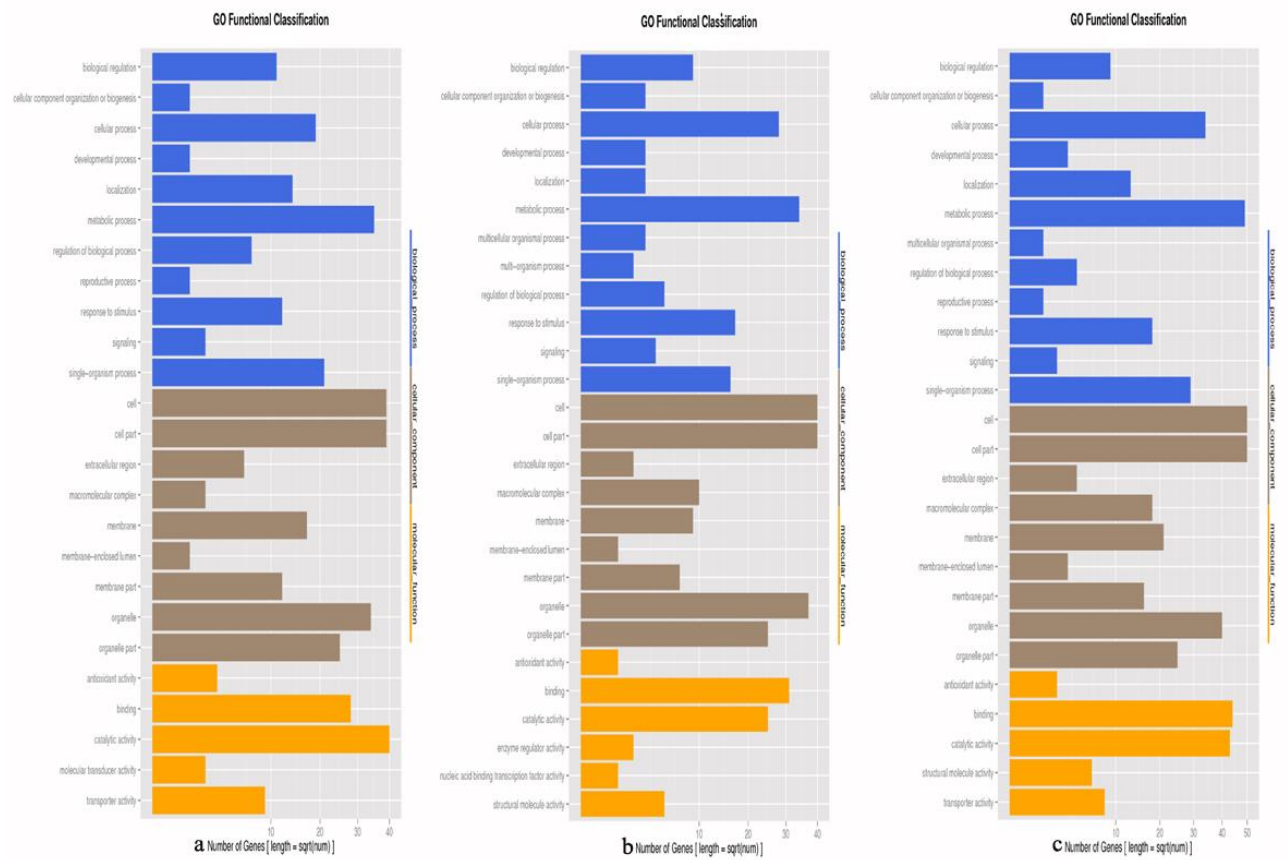 GO Functional Classification
biological regulation
cellular component organization or biogenesis
cellular process
developmental process
localization
metabolic process
regulation of biological process
reproductive process
response to stimulus
signaling
single-organism process
cell
cell part
extracellular region
macromolecular complex
membrane
membrane-enclosed lumen
membrane part
organelle
organelle part
antioxidant activity
binding
catalytic activity
molecular transducer activity
transporter activity
biological_process
cellular_component
molecular_function
10 20 30 40
a Number of Genes [ length = sqrt(num) ]
GO Functional Classification
biological regulation
cellular component organization or biogenesis
cellular process
developmental process
localization
metabolic process
multicellular organismal process
multi-organism process
regulation of biological process
response to stimulus
signaling
single-organism process
cell
cell part
extracellular region
macromolecular complex
membrane
membrane-enclosed lumen
membrane part
organelle
organelle part
antioxidant activity
binding
catalytic activity
enzyme regulator activity
nucleic acid binding transcription factor activity
structural molecule activity
biological_process
cellular_component
molecular_function
10 20 30 40
b Number of Genes [ length = sqrt(num) ]
GO Functional Classification
biological regulation
cellular component organization or biogenesis
cellular process
developmental process
localization
metabolic process
multicellular organismal process
regulation of biological process
reproductive process
response to stimulus
signaling
single-organism process
cell
cell part
extracellular region
macromolecular complex
membrane
membrane-enclosed lumen
membrane part
organelle
organelle part
antioxidant activity
binding
catalytic activity
structural molecule activity
transporter activity
biological_process
cellular_component
molecular_function
10 20 30 40 50
c Number of Genes [ length = sqrt(num) ]